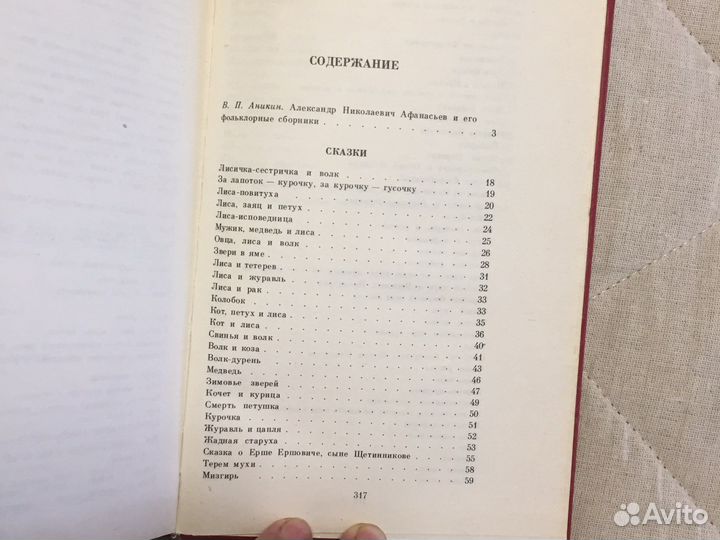 СОДЕРЖАНИЕ
В. П. Аникин. Александр Николаевич Афанасьев и его
фольклорные сборники . . . . . . . . . . . . 3
СКАЗКИ
Лисичка-сестричка и волк . . . . . . . . . . 18
За лапоток — курочку, за курочку — гусочку . . . . . 19
Лиса-повитуха . . . . . . . . . . . . 20
Лиса, заяц и петух . . . . . . . . . . . 22
Лиса-исповедница . . . . . . . . . . . 24
Мужик, медведь и лиса . . . . . . . . . . 25
Овца, лиса и волк . . . . . . . . . . . 26
Звери в яме . . . . . . . . . . . . 28
Лиса и тетерев . . . . . . . . . . . . 31
Лиса и журавль . . . . . . . . . . . . 32
Лиса и рак . . . . . . . . . . . . . 33
Колобок . . . . . . . . . . . . . 33
Кот, петух и лиса . . . . . . . . . . . 35
Кот и лиса . . . . . . . . . . . . . 36
Свинья и волк . . . . . . . . . . . . 40
Волк и коза . . . . . . . . . . . . 41
Волк-дурень . . . . . . . . . . . . 43
Медведь . . . . . . . . . . . . . 46
Зимовье зверей . . . . . . . . . . . . 47
Кочет и курица . . . . . . . . . . . . 49
Смерть петушка . . . . . . . . . . . . 50
Курочка . . . . . . . . . . . . . 51
Журавль и цапля . . . . . . . . . . . 52
Жадная старуха . . . . . . . . . . . . 53
Сказка о Ерше Ершовиче, сыне Щетинникове . . . . . 55
Терем мухи . . . . . . . . . . . . . 58
Мизгирь . . . . . . . . . . . . . 59
317
Avito